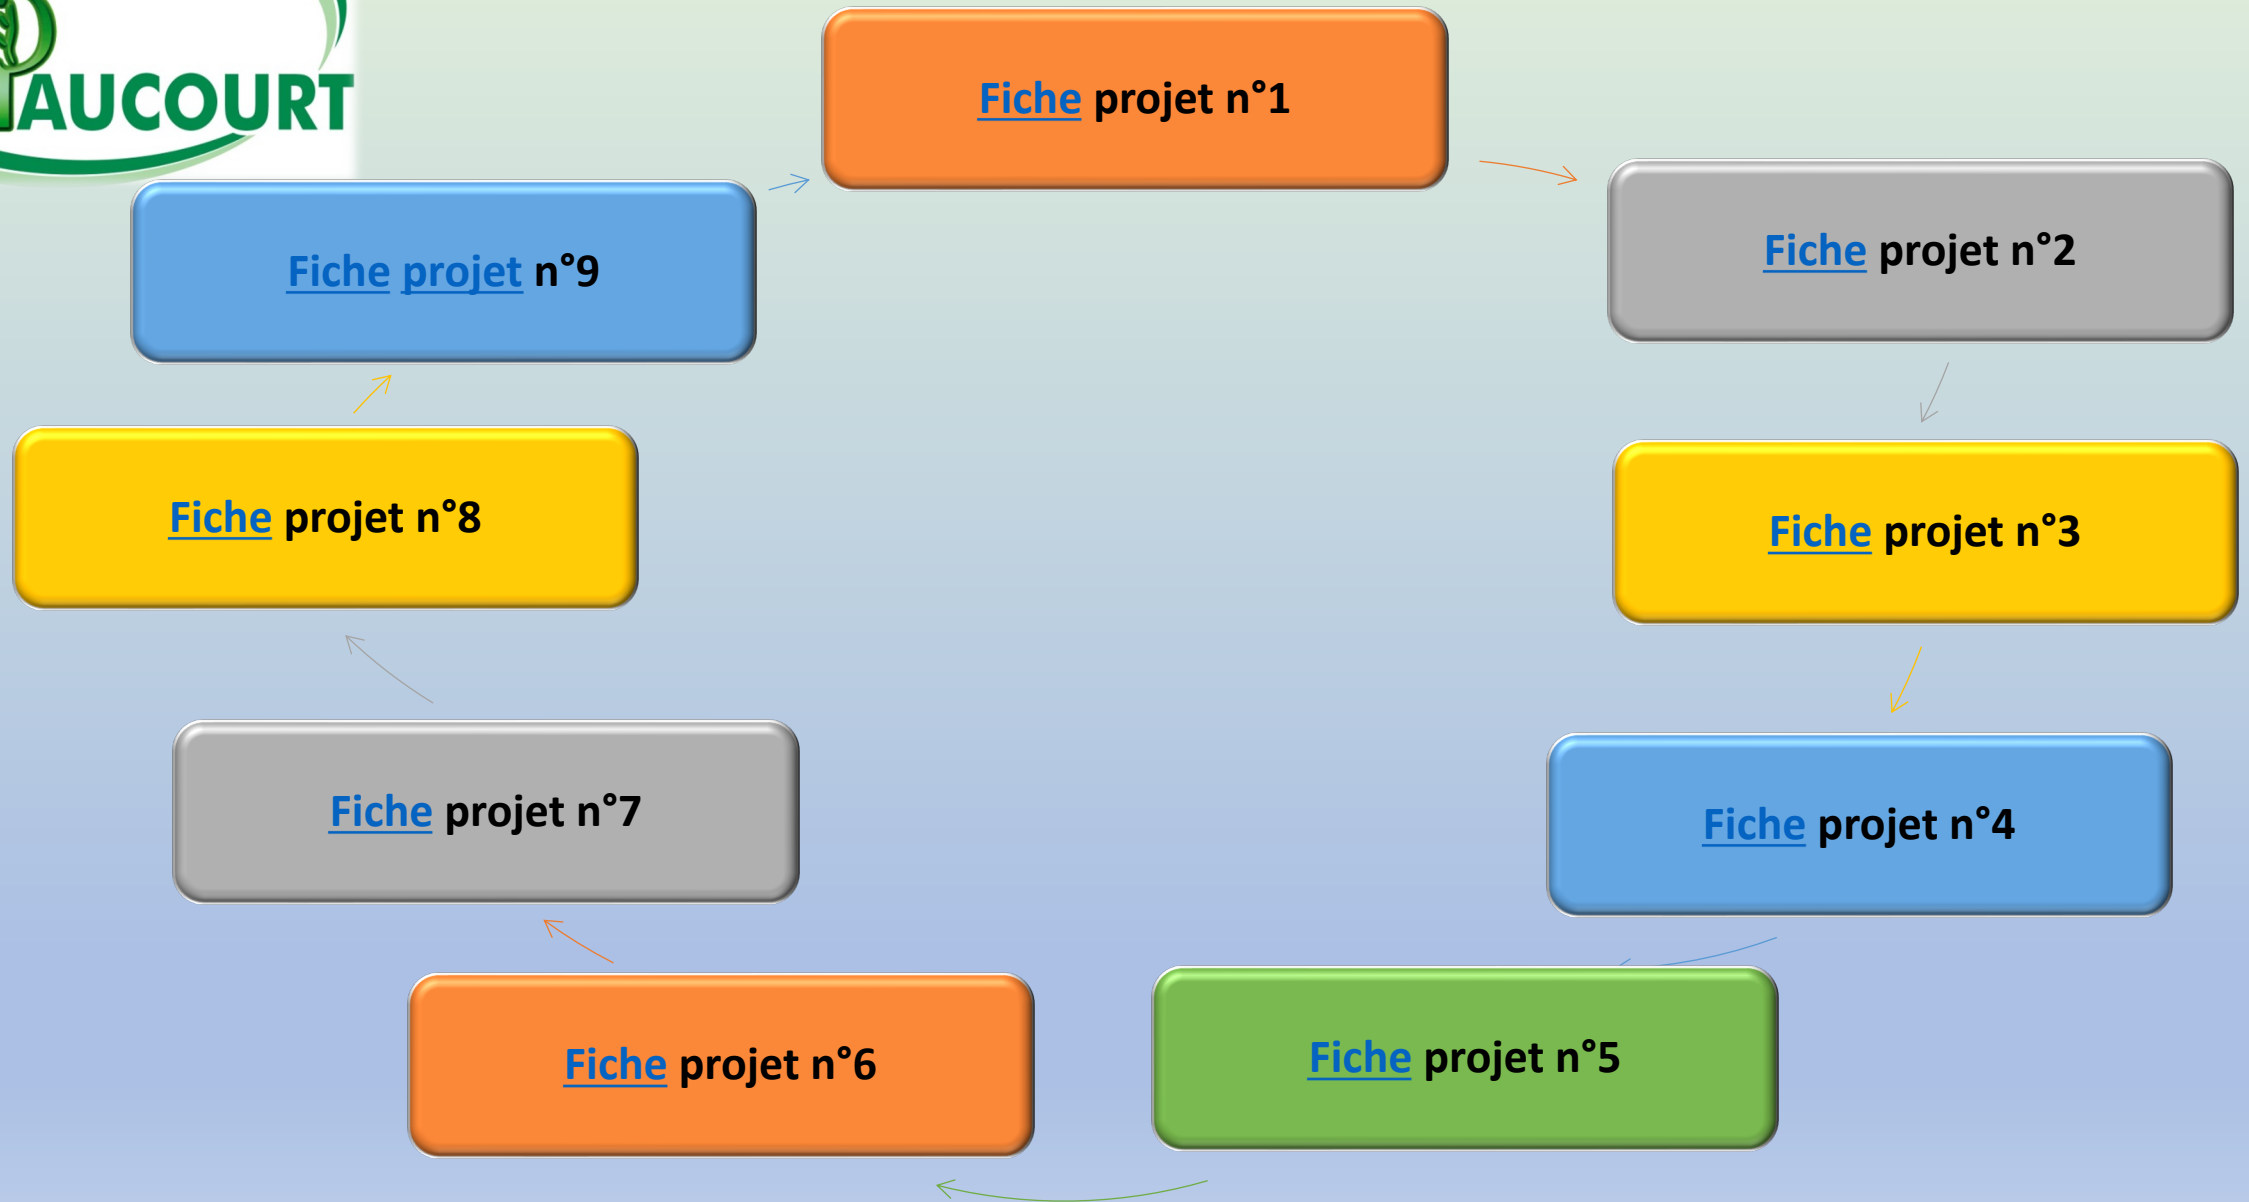 PAUCOURT
Fiche projet n°1
Fiche projet n°2
Fiche projet n°3
Fiche projet n°4
Fiche projet n°5
Fiche projet n°6
Fiche projet n°7
Fiche projet n°8
Fiche projet n°9